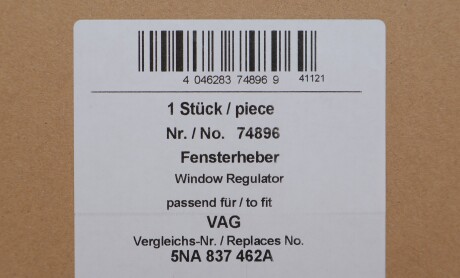 4 046283 74896 9 41121
1 Stück / piece
Nr. / No. 74896
Fensterheber
Window Regulator
passend für / to fit
VAG
Vergleichs-Nr. / Replaces No.
5NA 837 462A